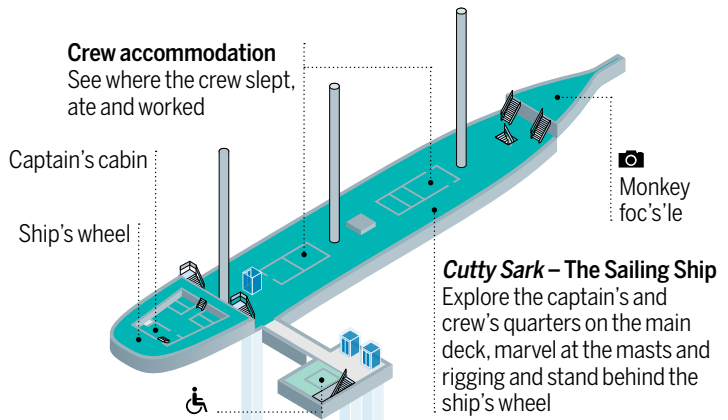 Crew accommodation
See where the crew slept,
ate and worked
Captain’s cabin
Ship’s wheel
Monkey
foc’s’le
Cutty Sark – The Sailing Ship
Explore the captain’s and
crew’s quarters on the main
deck, marvel at the masts and
rigging and stand behind the
ship’s wheel